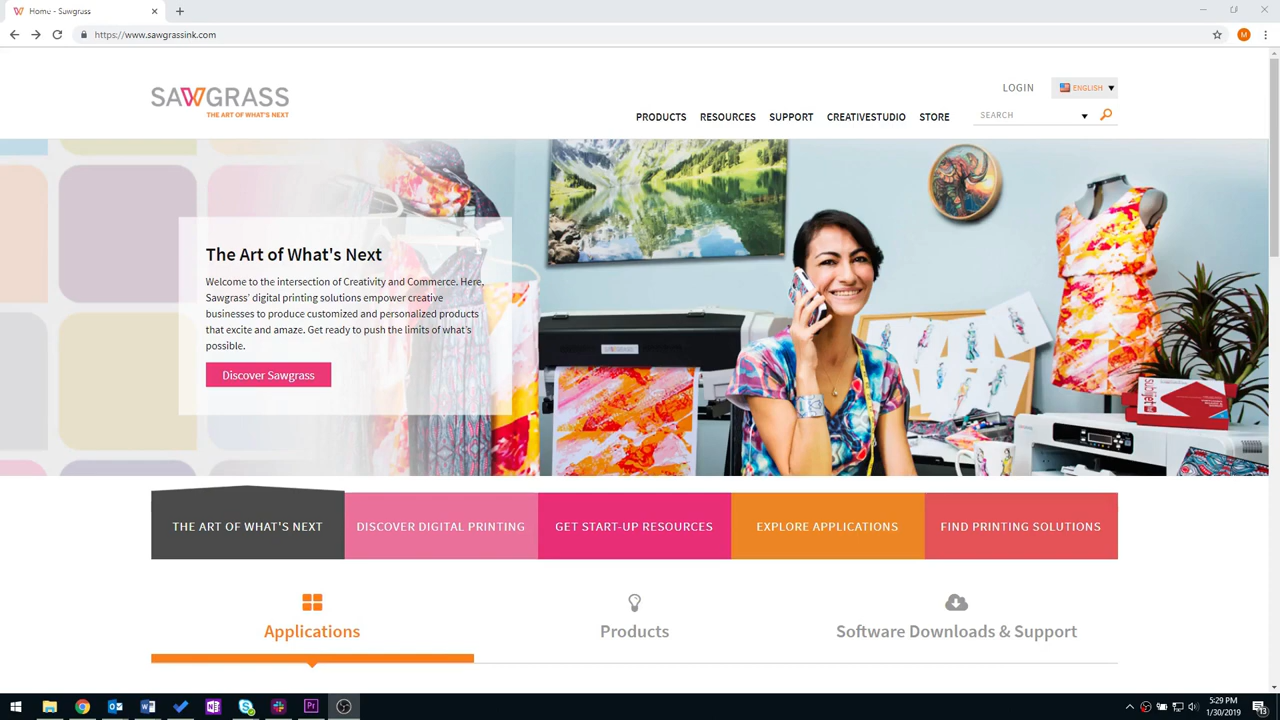 Home - Sawgrass
https://www.sawgrassink.com
M
LOGIN
ENGLISH
SAWGRASS
THE ART OF WHAT'S NEXT
PRODUCTS
RESOURCES
SUPPORT
CREATIVESTUDIO
STORE
SEARCH
The Art of What's Next
Welcome to the intersection of Creativity and Commerce. Here,
Sawgrass' digital printing solutions empower creative
businesses to produce customized and personalized products
that excite and amaze. Get ready to push the limits of what's
possible.
Discover Sawgrass
SAWGRASS
THE ART OF WHAT'S NEXT
DISCOVER DIGITAL PRINTING
GET START-UP RESOURCES
EXPLORE APPLICATIONS
FIND PRINTING SOLUTIONS
Applications
Products
Software Downloads & Support
5:29 PM
1/30/2019
13